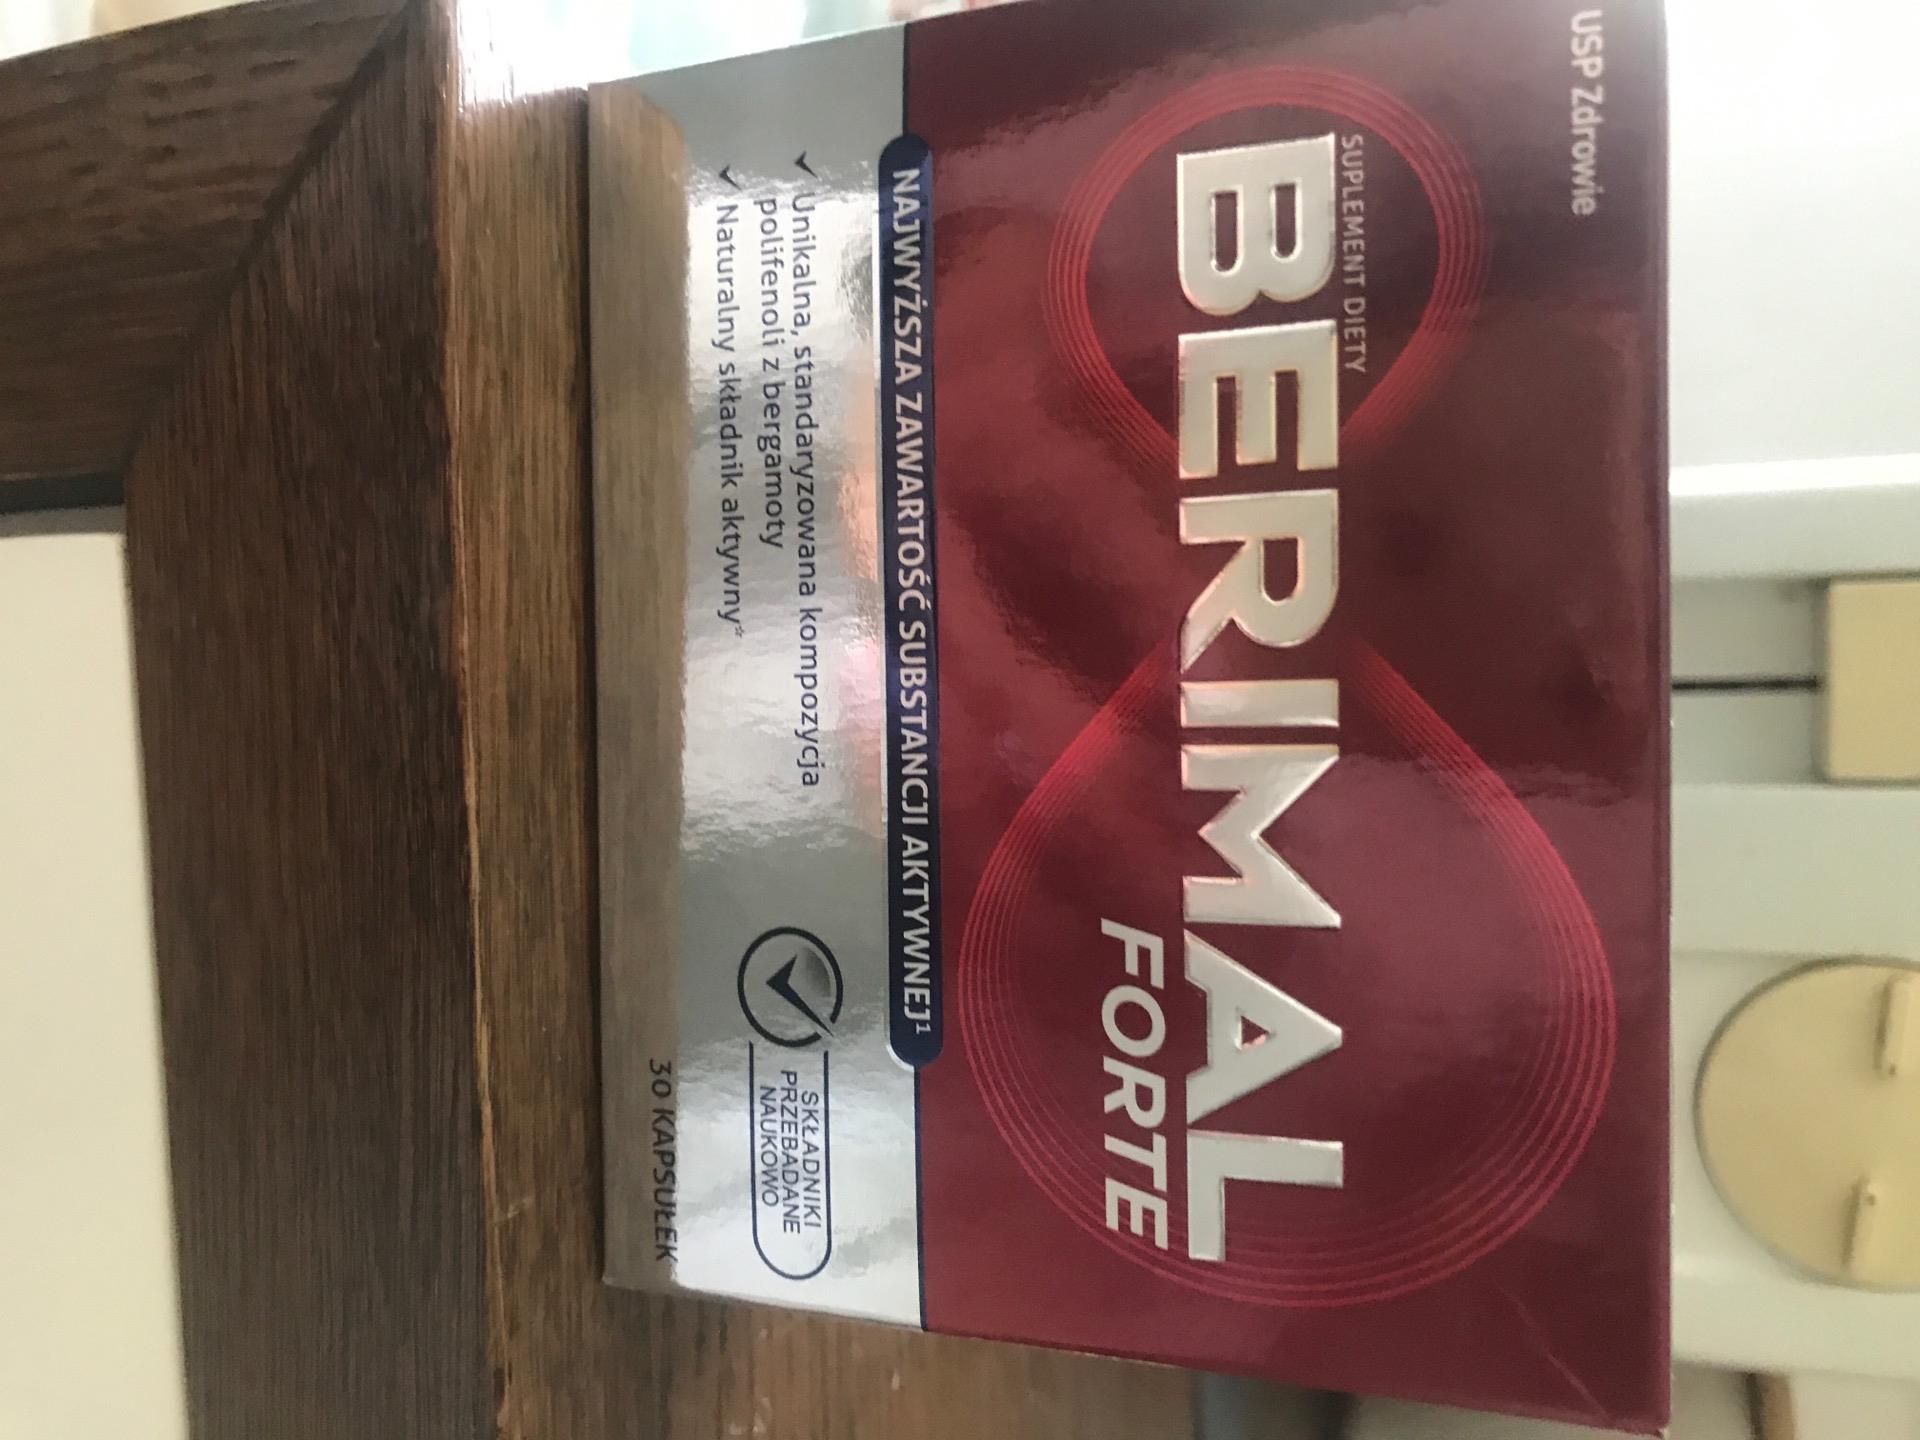 USP Zdrowie
SUPLEMENT DIETY
BERIMAL
FORTE
NAJWYŻSZA ZAWARTOŚĆ SUBSTANCJI AKTYWNEJ¹
✓ Unikalna, standaryzowana kompozycja
polifenoli z bergamoty
✓ Naturalny składnik aktywny*
SKŁADNIKI
PRZEBADANE
NAUKOWO
30 KAPSUŁEK